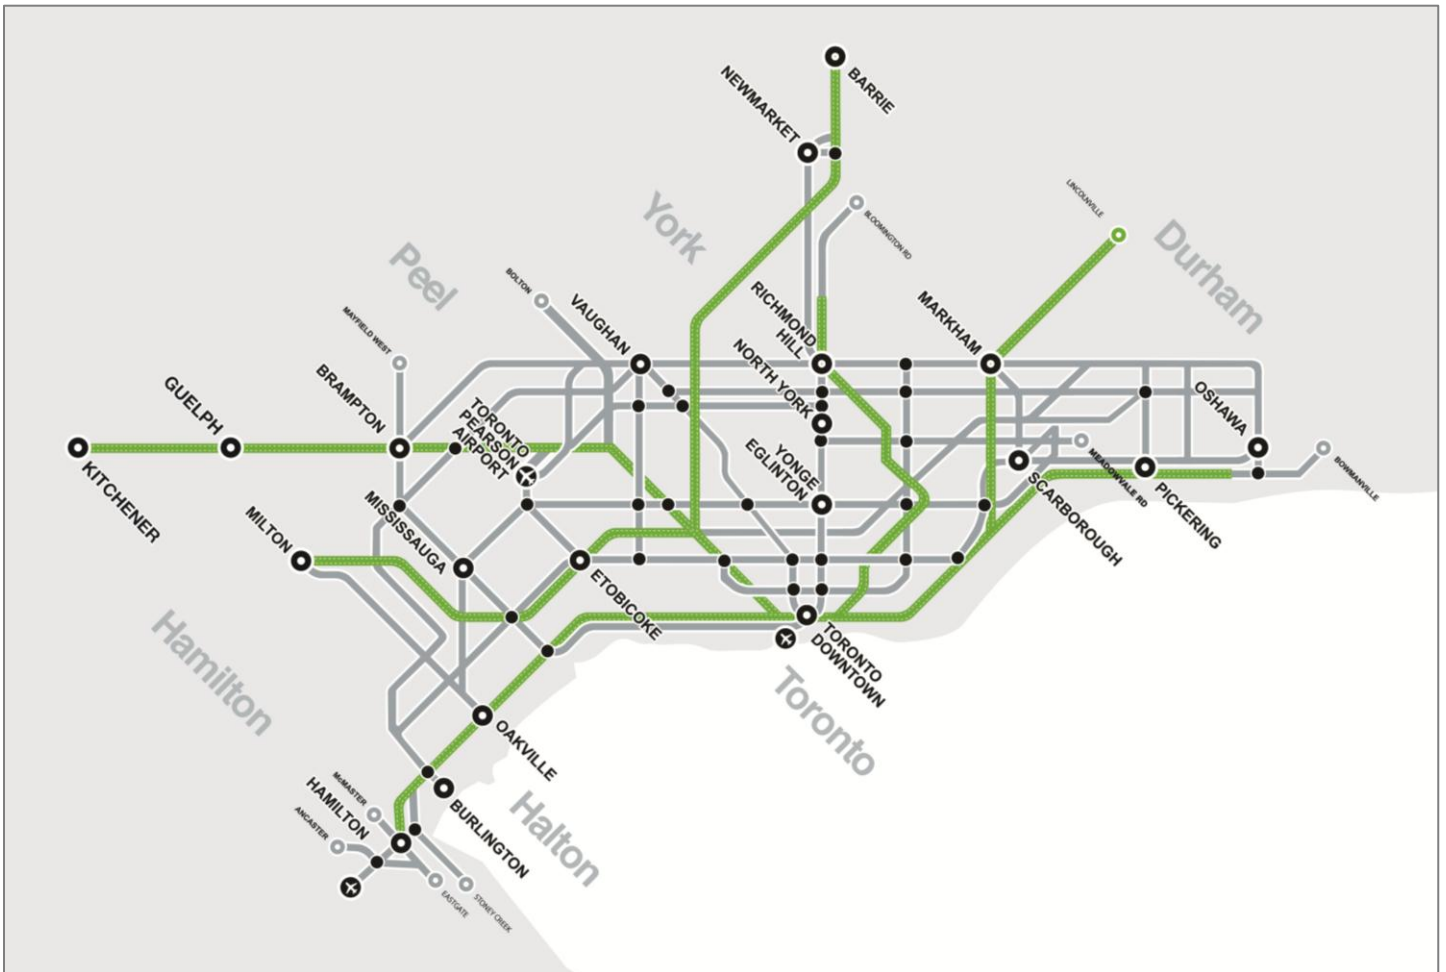 BARRIE
NEWMARKET
LINCOLNVILLE
BLOOMINGTON RD
York
Durham
Peel
BOLTON
VAUGHAN
RICHMOND
HILL
MARKHAM
MAYFIELD WEST
NORTH YORK
BRAMPTON
GUELPH
TORONTO
PEARSON
AIRPORT
OSHAWA
YONGE
EGLINTON
KITCHENER
MISSISSAUGA
MILTON
MEADOWVALE RD
BOWMANVILLE
SCARBOROUGH
PICKERING
ETOBICOKE
Hamilton
TORONTO
DOWNTOWN
Toronto
OAKVILLE
McMASTER
HAMILTON
ANCASTER
BURLINGTON
Halton
EASTGATE
STONEY CREEK